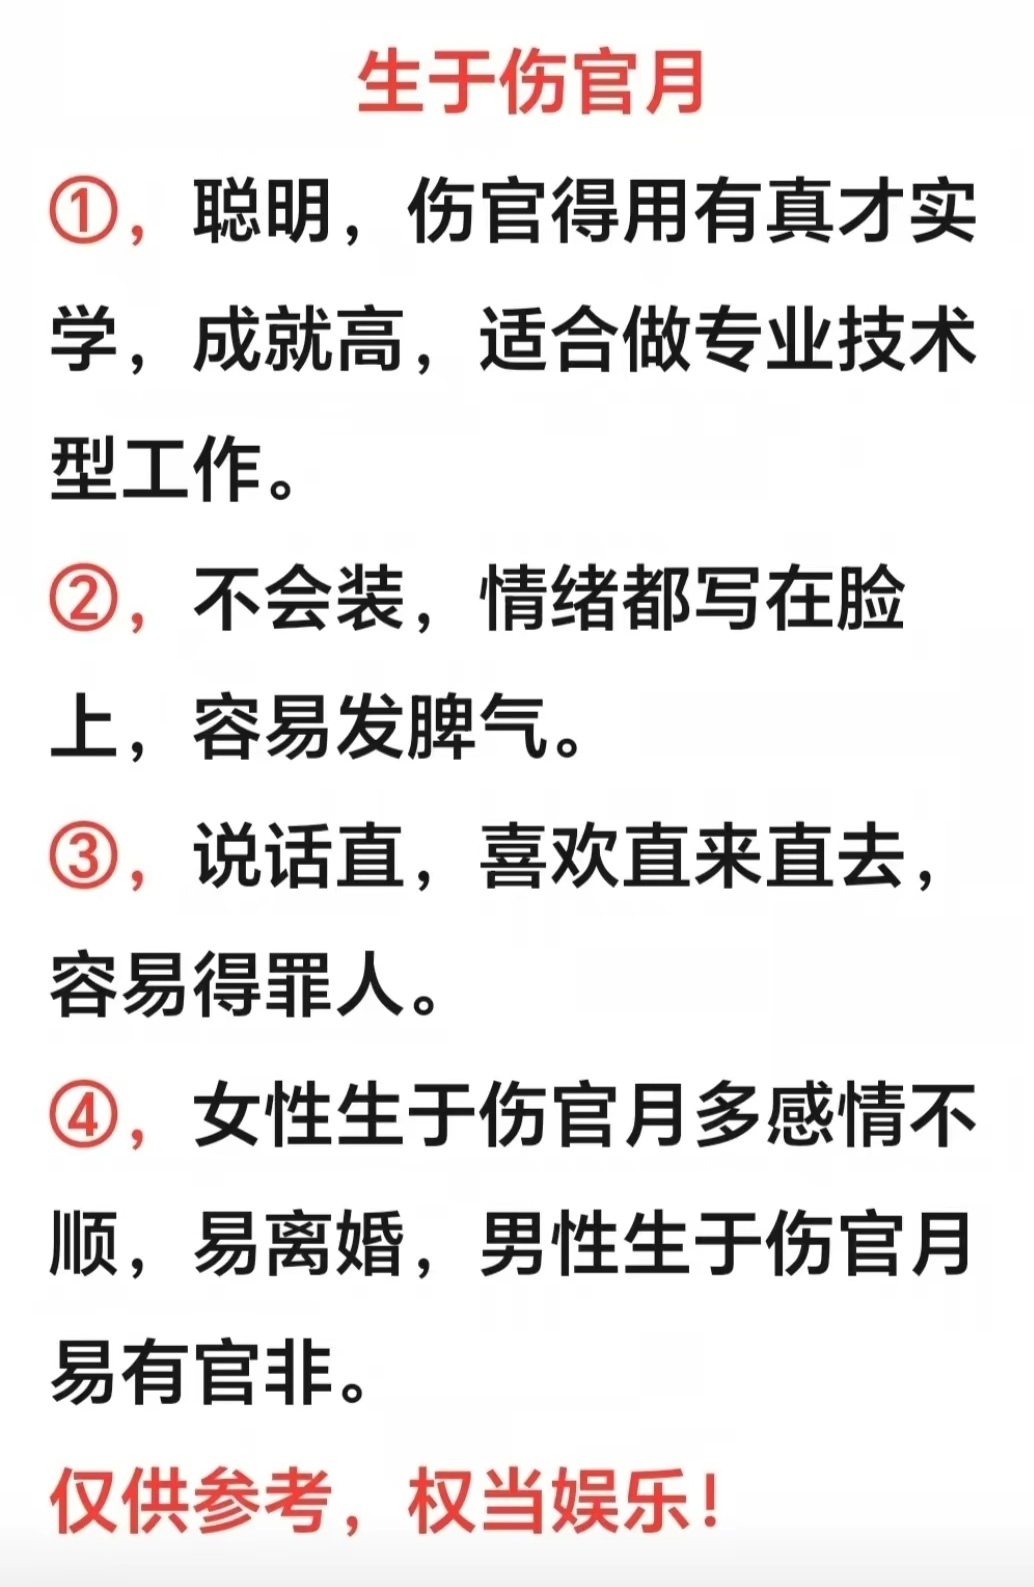 生于伤官月
①，聪明，伤官得用有真才实
学，成就高，适合做专业技术
型工作。
②，不会装，情绪都写在脸
上，容易发脾气。
③，说话直，喜欢直来直去，
容易得罪人。
④，女性生于伤官月多感情不
顺，易离婚，男性生于伤官月
易有官非。
仅供参考，权当娱乐！